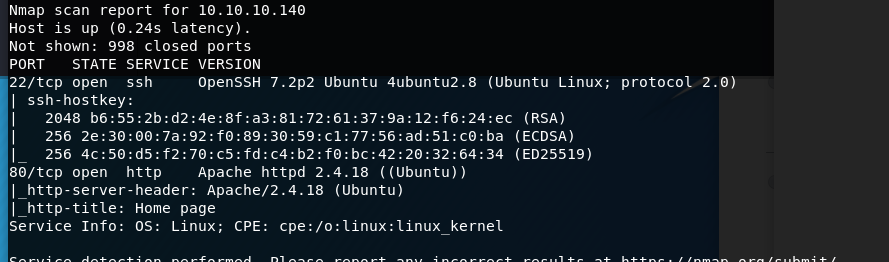 Nmap scan report for 10.10.10.140
Host is up (0.24s latency).
Not shown: 998 closed ports
PORT   STATE SERVICE VERSION
22/tcp open  ssh     OpenSSH 7.2p2 Ubuntu 4ubuntu2.8 (Ubuntu Linux; protocol 2.0)
| ssh-hostkey:
|   2048 b6:55:2b:d2:4e:8f:a3:81:72:61:37:9a:12:f6:24:ec (RSA)
|   256 2e:30:00:7a:92:f0:89:30:59:c1:77:56:ad:51:c0:ba (ECDSA)
|_  256 4c:50:d5:f2:70:c5:fd:c4:b2:f0:bc:42:20:32:64:34 (ED25519)
80/tcp open  http    Apache httpd 2.4.18 ((Ubuntu))
|_http-server-header: Apache/2.4.18 (Ubuntu)
|_http-title: Home page
Service Info: OS: Linux; CPE: cpe:/o:linux:linux_kernel
Service detection performed. Please report any incorrect results at https://nmap.org/submit/